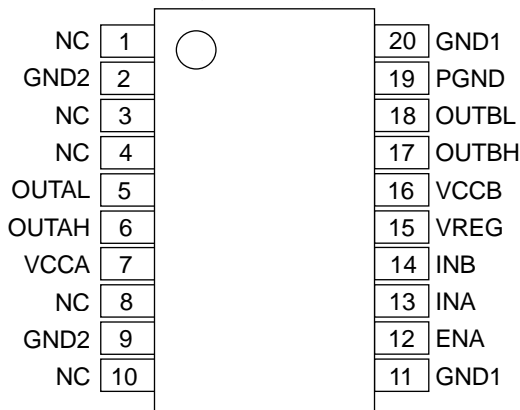 NC 1 20 GND1
GND2 2 19 PGND
NC 3 18 OUTBL
NC 4 17 OUTBH
OUTAL 5 16 VCCB
OUTAH 6 15 VREG
VCCA 7 14 INB
NC 8 13 INA
GND2 9 12 ENA
NC 10 11 GND1